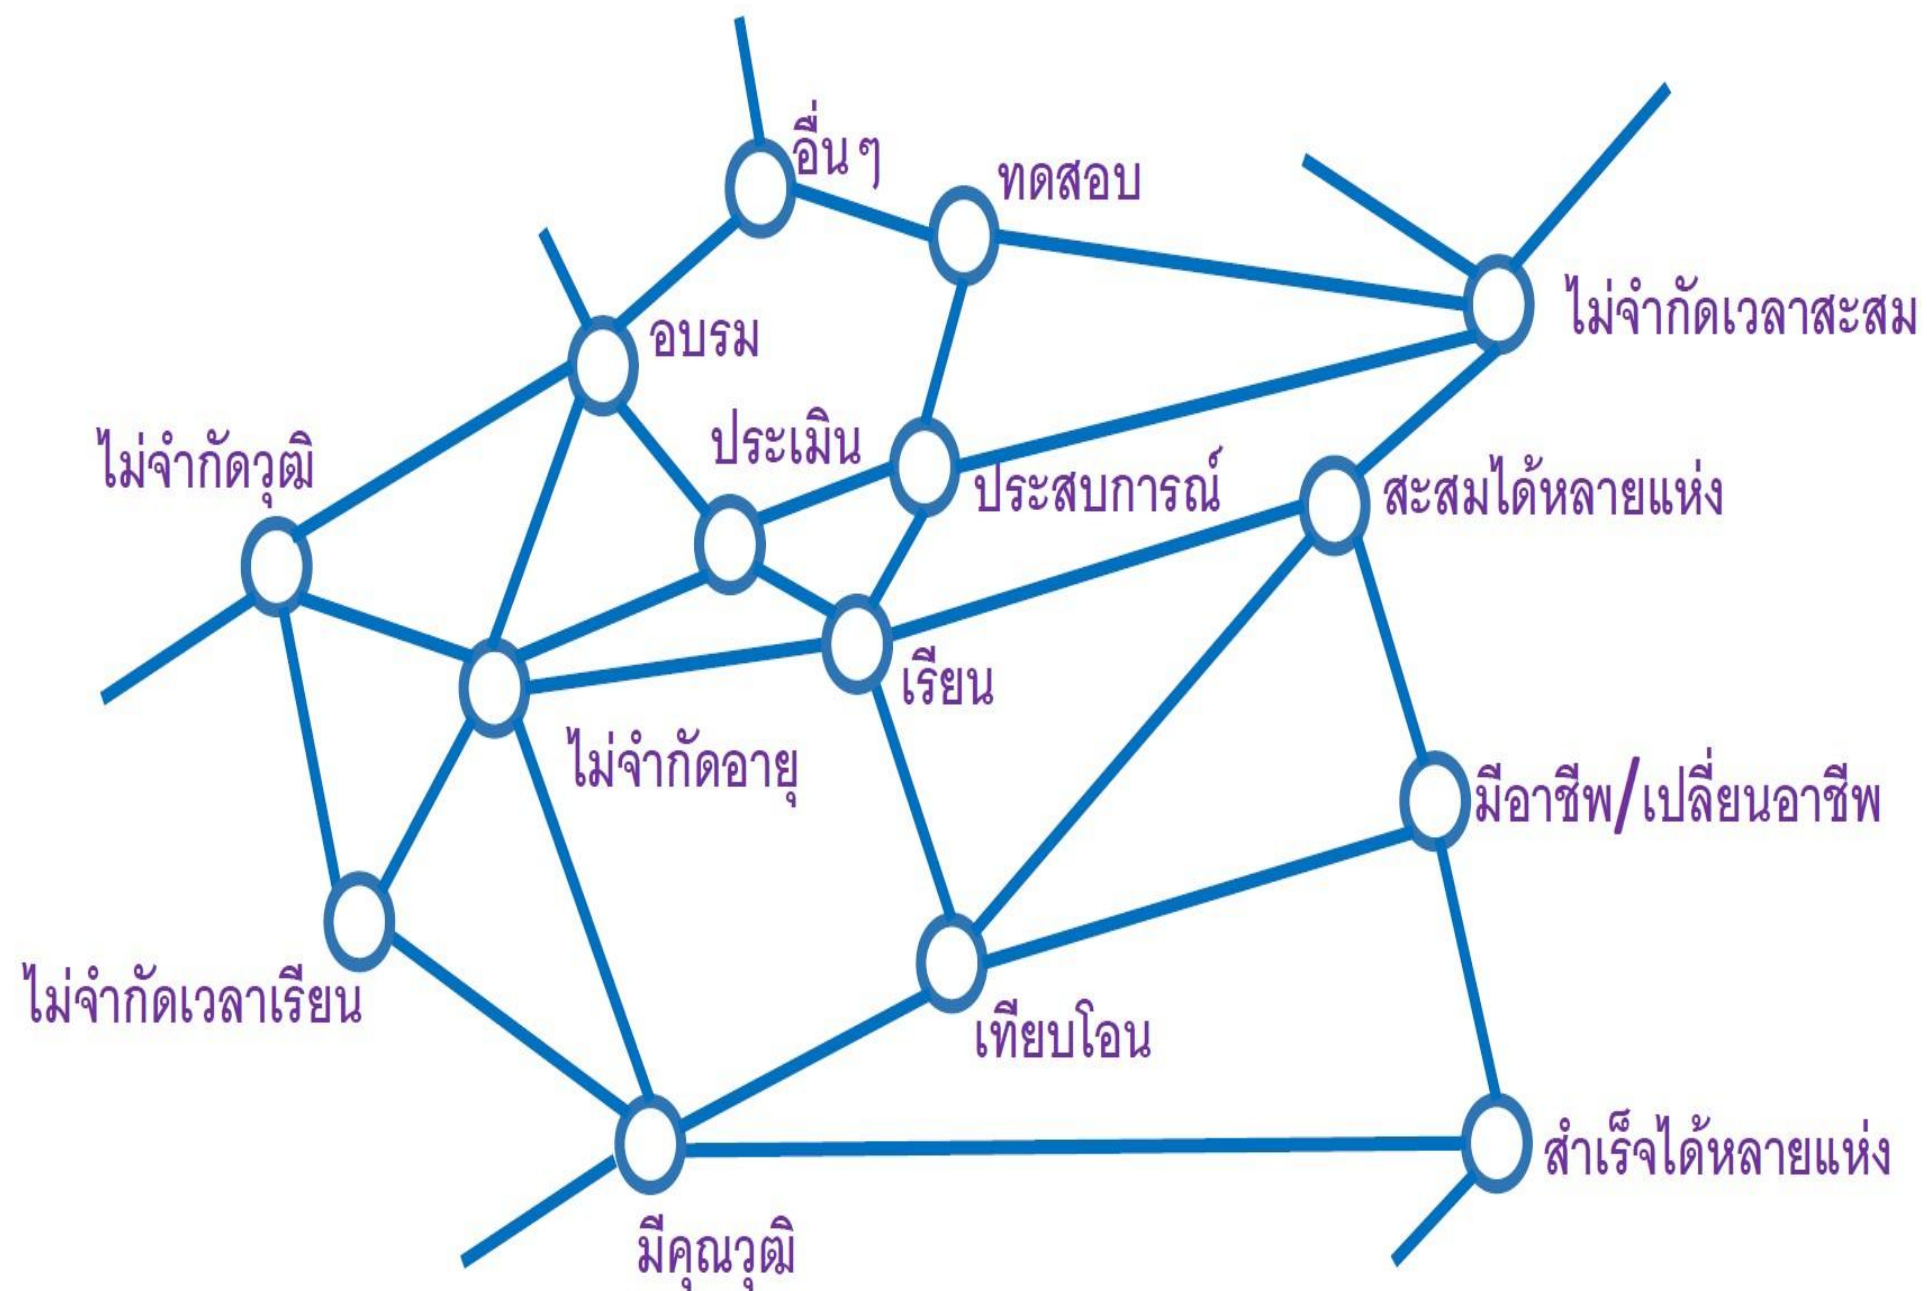 อื่นๆ
ทดสอบ
ไม่จำกัดเวลาสะสม
อบรม
ประเมิน
ไม่จำกัดวุฒิ
ประสบการณ์
สะสมได้หลายแห่ง
เรียน
ไม่จำกัดอายุ
มีอาชีพ/เปลี่ยนอาชีพ
ไม่จำกัดเวลาเรียน
เทียบโอน
สำเร็จได้หลายแห่ง
มีคุณวุฒิ